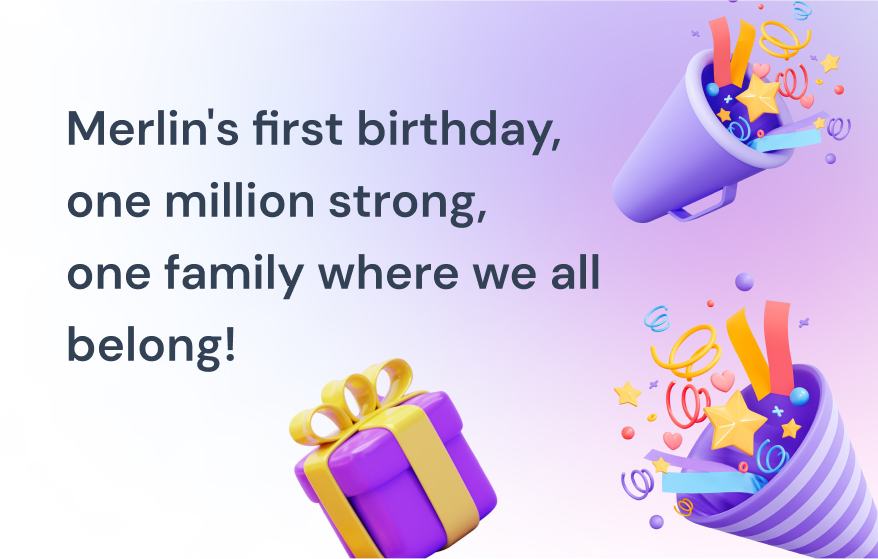 Merlin's first birthday,
one million strong,
one family where we all
belong!